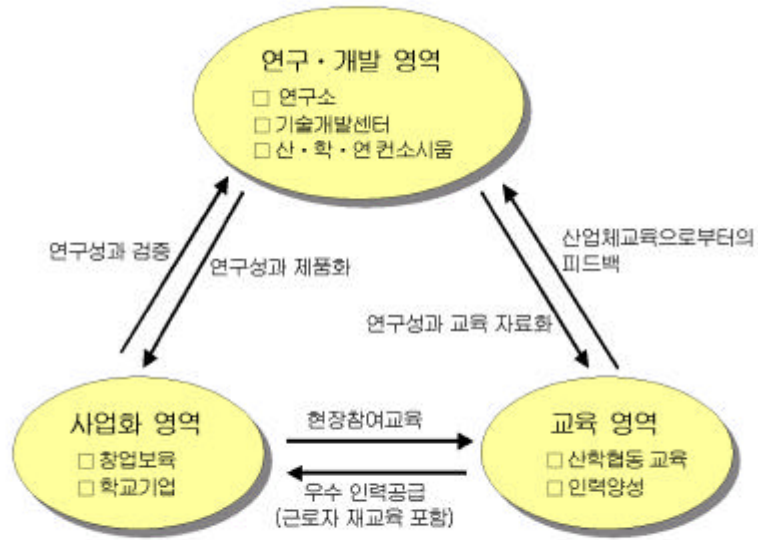 연구·개발 영역
□ 연구소
□ 기술개발센터
□ 산·학·연 컨소시움
연구성과 검증
연구성과 제품화
산업체교육으로부터의
피드백
연구성과 교육 자료화
사업화 영역
□ 창업보육
□ 학교기업
현장참여교육
우수 인력공급
(근로자 재교육 포함)
교육 영역
□ 산학협동 교육
□ 인력양성